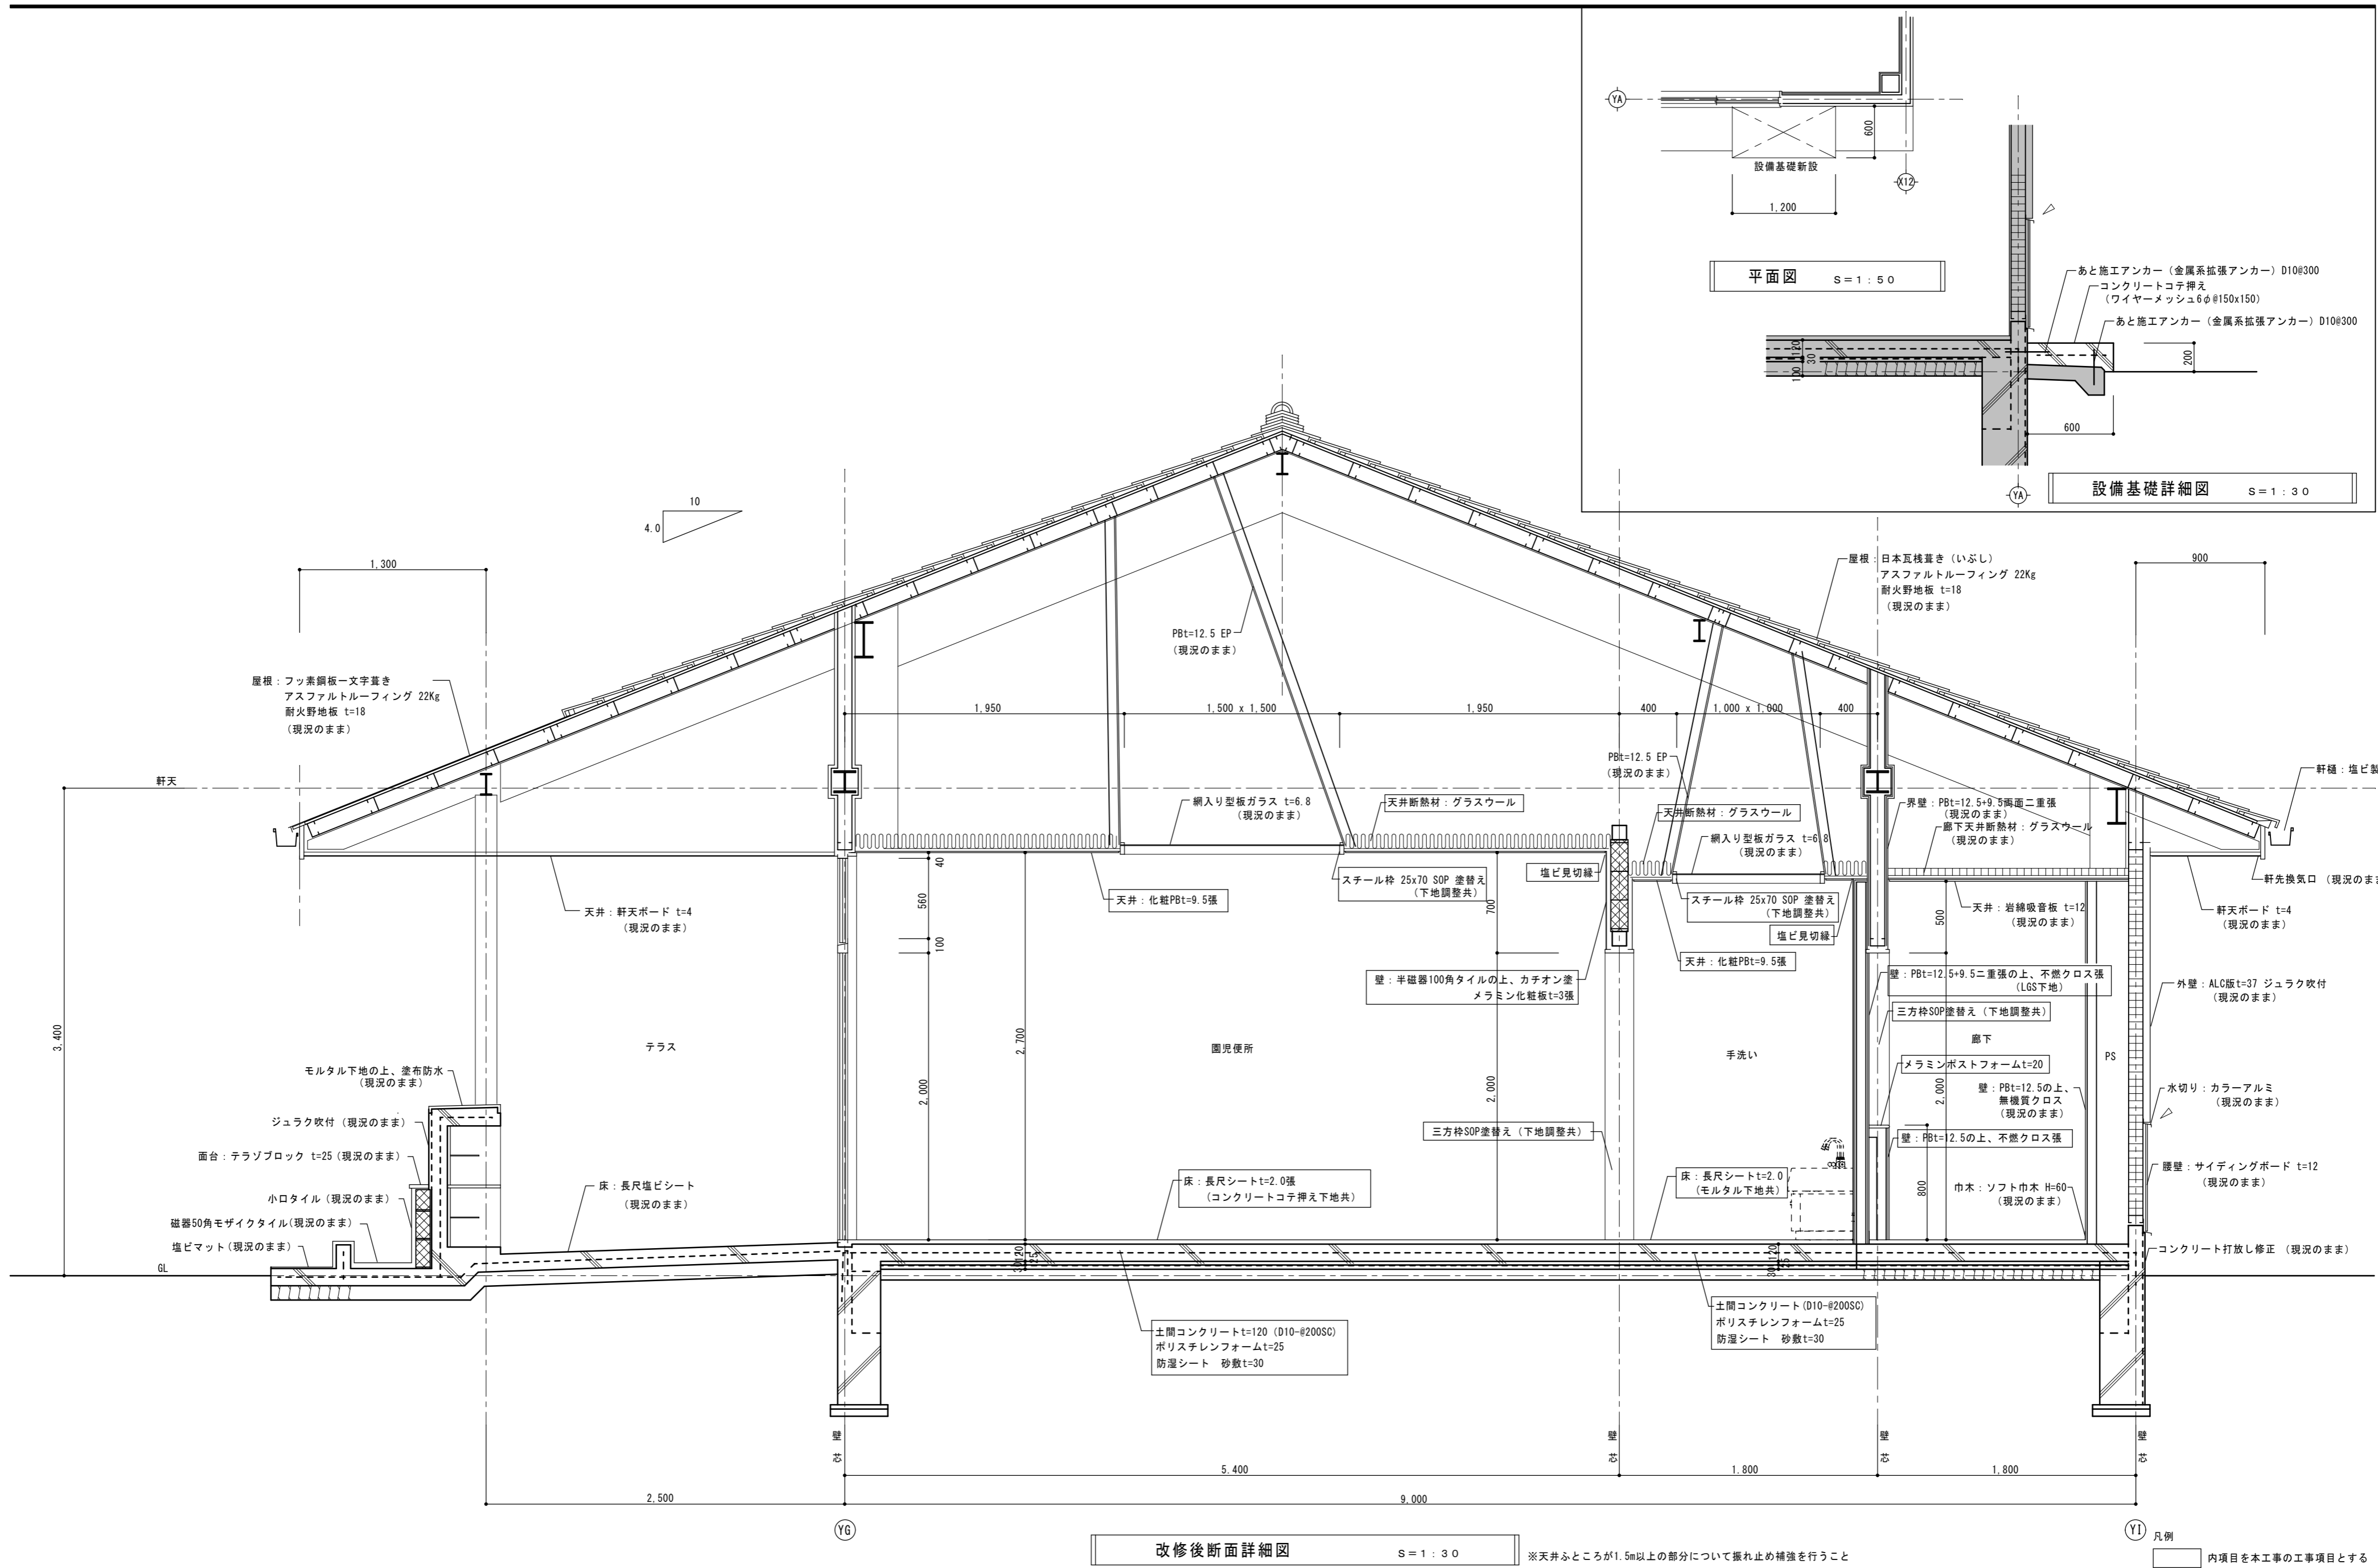 YA
600
設備基礎新設
X12
1,200
平面図 S=1:50
あと施工アンカー（金属系拡張アンカー）D10@300
コンクリートコテ押え
（ワイヤーメッシュ6φ@150x150）
あと施工アンカー（金属系拡張アンカー）D10@300
120
30
100
200
600
YA
設備基礎詳細図 S=1:30
10
4.0
1,300
900
屋根：日本瓦桟葺き（いぶし）
アスファルトルーフィング 22Kg
耐火野地板 t=18
（現況のまま）
PBt=12.5 EP
（現況のまま）
屋根：フッ素鋼板一文字葺き
アスファルトルーフィング 22Kg
耐火野地板 t=18
（現況のまま）
1,950
1,500 x 1,500
1,950
400
1,000 x 1,000
400
PBt=12.5 EP
（現況のまま）
軒天
軒樋：塩ビ製
網入り型板ガラス t=6.8
（現況のまま）
天井断熱材：グラスウール
天井断熱材：グラスウール
網入り型板ガラス t=6.8
（現況のまま）
界壁：PBt=12.5+9.5両面二重張
（現況のまま）
廊下天井断熱材：グラスウール
（現況のまま）
40
560
100
塩ビ見切縁
スチール枠 25x70 SOP 塗替え
（下地調整共）
天井：化粧PBt=9.5張
天井：軒天ボード t=4
（現況のまま）
700
スチール枠 25x70 SOP 塗替え
（下地調整共）
塩ビ見切縁
天井：化粧PBt=9.5張
500
天井：岩綿吸音板 t=12
（現況のまま）
軒先換気口 （現況のまま
軒天ボード t=4
（現況のまま）
壁：半磁器100角タイルの上、カチオン塗
メラミン化粧板t=3張
壁：PBt=12.5+9.5二重張の上、不燃クロス張
（LGS下地）
外壁：ALC版t=37 ジュラク吹付
（現況のまま）
三方枠SOP塗替え（下地調整共）
3,400
テラス
2,700
園児便所
手洗い
廊下
PS
モルタル下地の上、塗布防水
（現況のまま）
2,000
2,000
2,000
メラミンポストフォームt=20
壁：PBt=12.5の上、
無機質クロス
（現況のまま）
水切り：カラーアルミ
（現況のまま）
ジュラク吹付（現況のまま）
三方枠SOP塗替え（下地調整共）
壁：PBt=12.5の上、不燃クロス張
面台：テラゾブロック t=25（現況のまま）
床：長尺塩ビシート
（現況のまま）
床：長尺シートt=2.0張
（コンクリートコテ押え下地共）
床：長尺シートt=2.0
（モルタル下地共）
800
腰壁：サイディングボード t=12
（現況のまま）
小口タイル（現況のまま）
巾木：ソフト巾木 H=60
（現況のまま）
磁器50角モザイクタイル（現況のまま）
塩ビマット（現況のまま）
GL
120
25
30
120
25
30
コンクリート打放し修正 （現況のまま）
土間コンクリートt=120（D10-@200SC）
ポリスチレンフォームt=25
防湿シート 砂敷t=30
土間コンクリート（D10-@200SC）
ポリスチレンフォームt=25
防湿シート 砂敷t=30
壁芯
壁芯
壁芯
壁芯
5,400
1,800
1,800
2,500
9,000
YG
YI
改修後断面詳細図 S=1:30
※天井ふところが1.5m以上の部分について振れ止め補強を行うこと
凡例
内項目を本工事の工事項目とする